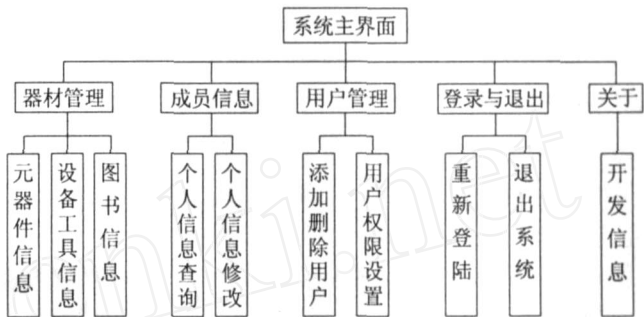 系统主界面
器材管理
成员信息
用户管理
登录与退出
关于
元器件信息
设备工具信息
图书信息
个人信息查询
个人信息修改
添加删除用户
用户权限设置
重新登陆
退出系统
开发信息
nki.net